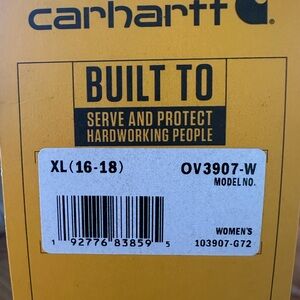 carhartt
BUILT TO
SERVE AND PROTECT
HARDWORKING PEOPLE
XL (16-18) OV3907-W
MODEL NO.
WOMEN'S
1 92776 83859 5 103907-G72